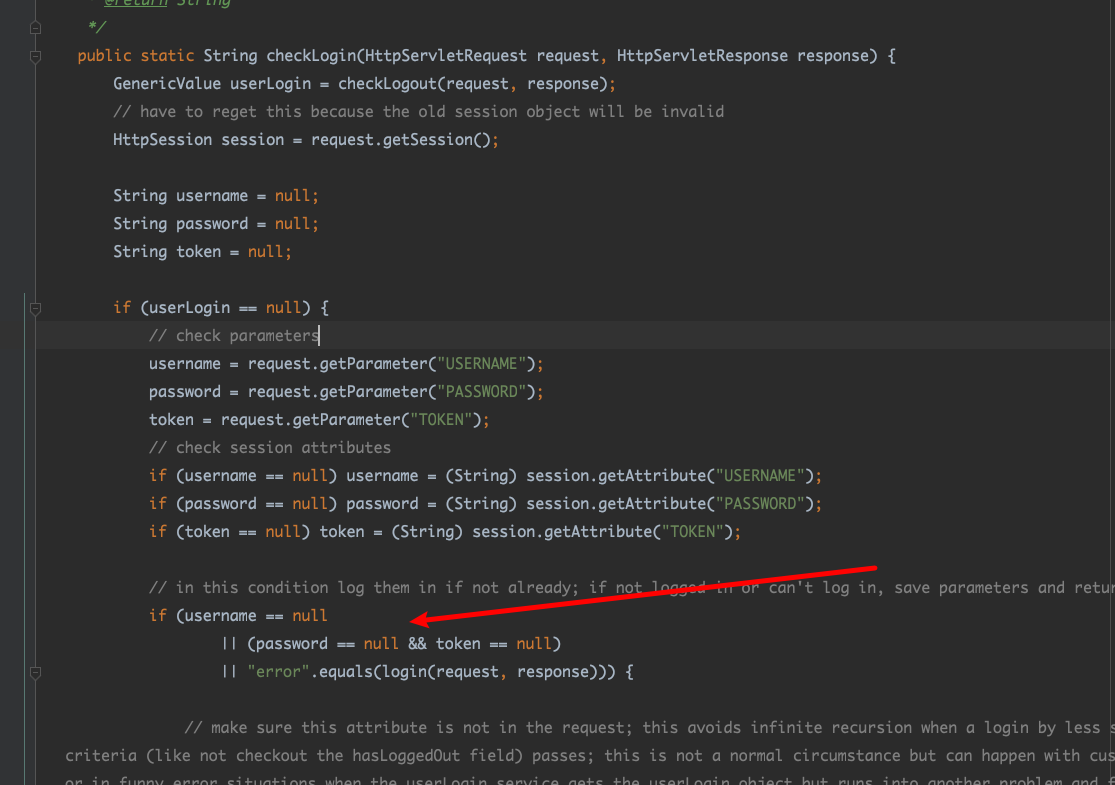 * @return String
*/
public static String checkLogin(HttpServletRequest request, HttpServletResponse response) {
GenericValue userLogin = checkLogout(request, response);
// have to reget this because the old session object will be invalid
HttpSession session = request.getSession();
String username = null;
String password = null;
String token = null;
if (userLogin == null) {
// check parameters
username = request.getParameter("USERNAME");
password = request.getParameter("PASSWORD");
token = request.getParameter("TOKEN");
// check session attributes
if (username == null) username = (String) session.getAttribute("USERNAME");
if (password == null) password = (String) session.getAttribute("PASSWORD");
if (token == null) token = (String) session.getAttribute("TOKEN");
// in this condition log them in if not already; if not logged in or can't log in, save parameters and retur
if (username == null
|| (password == null && token == null)
|| "error".equals(login(request, response))) {
// make sure this attribute is not in the request; this avoids infinite recursion when a login by less s
criteria (like not checkout the hasLoggedOut field) passes; this is not a normal circumstance but can happen with cus
or in funny error situations when the userLogin service gets the userLogin object but runs into another problem and f